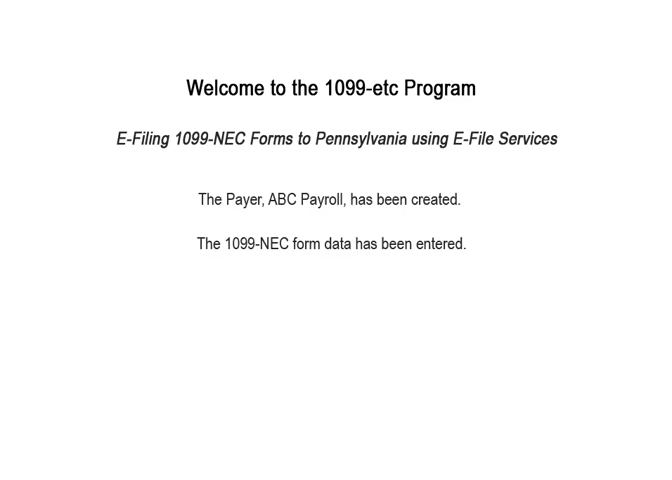 Welcome to the 1099-etc Program
E-Filing 1099-NEC Forms to Pennsylvania using E-File Services
The Payer, ABC Payroll, has been created.
The 1099-NEC form data has been entered.